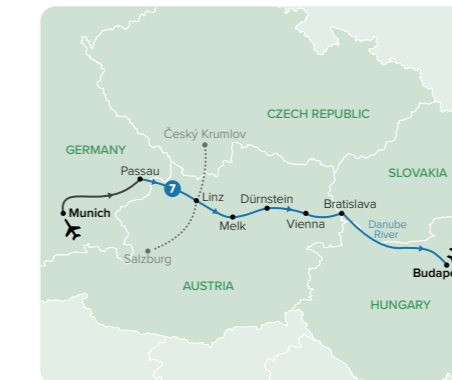 CZECH REPUBLIC
Český Krumlov
GERMANY
Passau
SLOVAKIA
7
Linz
Dürnstein
Bratislava
Munich
Melk
Vienna
Danube
River
Salzburg
AUSTRIA
HUNGARY